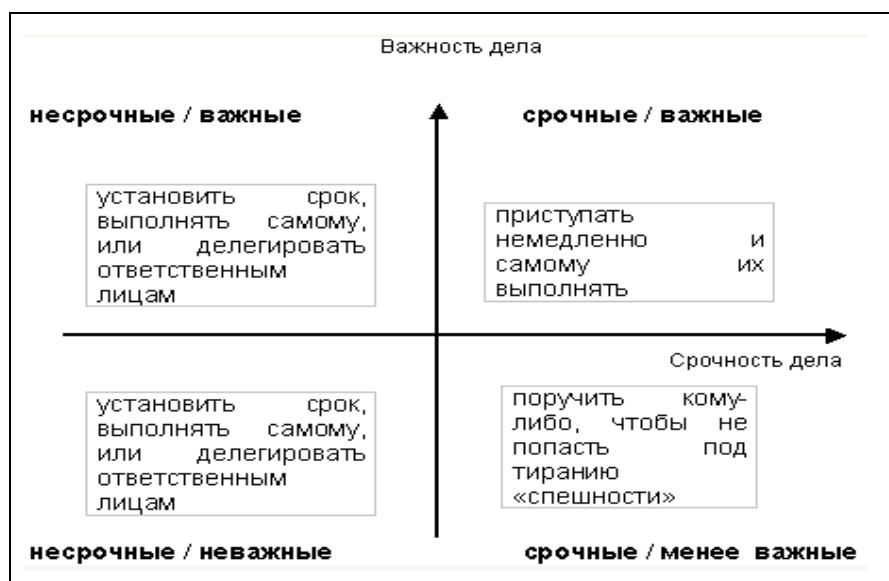 Важность дела
несрочные / важные
срочные / важные
установить срок,
выполнять самому,
или делегировать
ответственным
лицам
приступать
немедленно и
самому их
выполнять
Срочность дела
установить срок,
выполнять самому,
или делегировать
ответственным
лицам
поручить кому-
либо, чтобы не
попасть под
тиранию
«спешности»
несрочные / неважные
срочные / менее важные